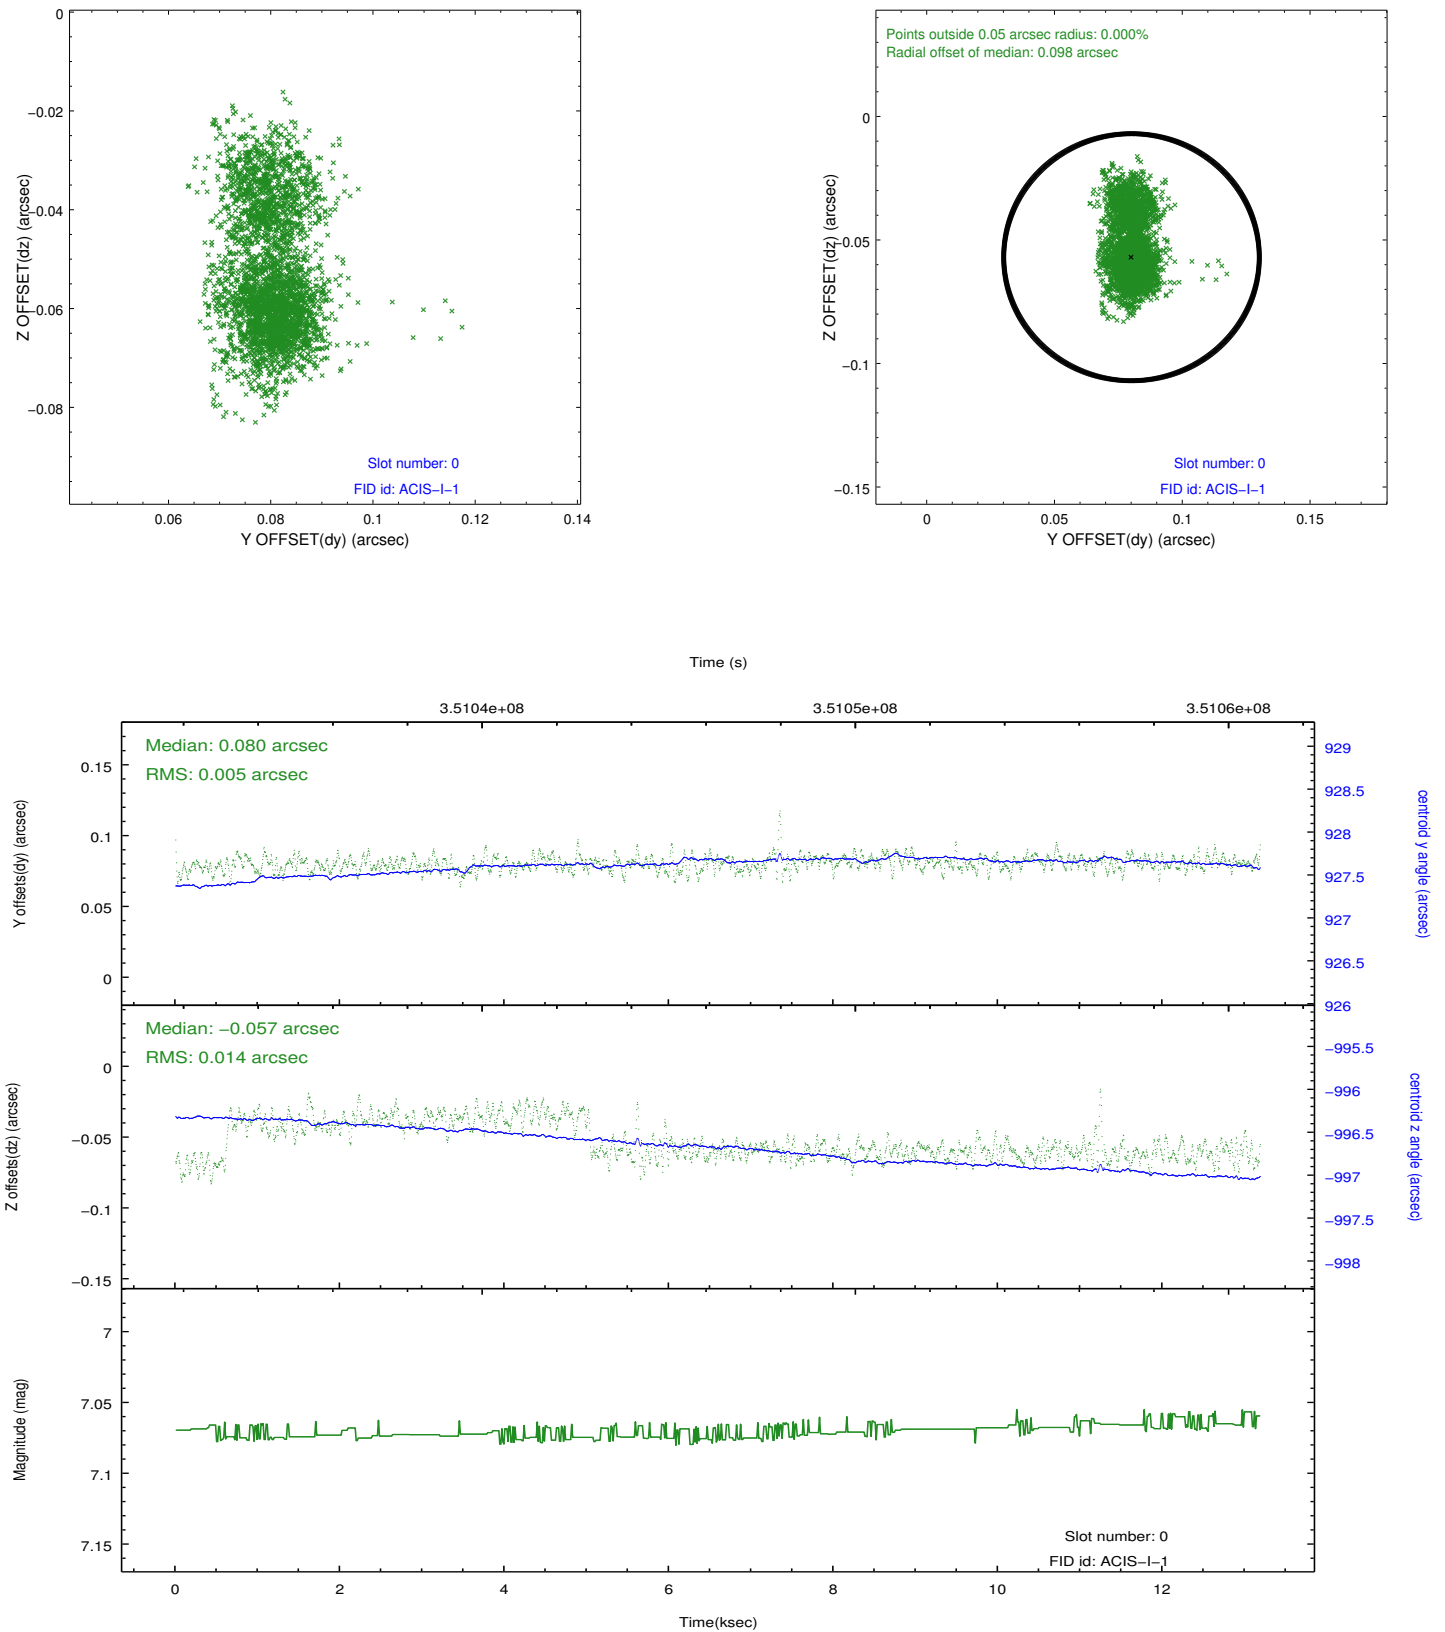 0
−0.02
−0.04
−0.06
−0.08
Z OFFSET(dz) (arcsec)
Slot number: 0
FID id: ACIS−I−1
0.06
0.08
0.1
0.12
0.14
Y OFFSET(dy) (arcsec)
Points outside 0.05 arcsec radius: 0.000%
Radial offset of median: 0.098 arcsec
0
−0.05
−0.1
−0.15
Z OFFSET(dz) (arcsec)
Slot number: 0
FID id: ACIS−I−1
0
0.05
0.1
0.15
Y OFFSET(dy) (arcsec)
Time (s)
3.5104e+08
3.5105e+08
3.5106e+08
Median: 0.080 arcsec
RMS: 0.005 arcsec
0.15
0.1
0.05
0
Y offsets(dy) (arcsec)
929
928.5
928
927.5
927
926.5
926
centroid y angle (arcsec)
Median: −0.057 arcsec
RMS: 0.014 arcsec
0
−0.05
−0.1
−0.15
Z offsets(dz) (arcsec)
−995.5
−996
−996.5
−997
−997.5
−998
centroid z angle (arcsec)
7
7.05
7.1
7.15
Magnitude (mag)
Slot number: 0
FID id: ACIS−I−1
0
2
4
6
8
10
12
Time(ksec)